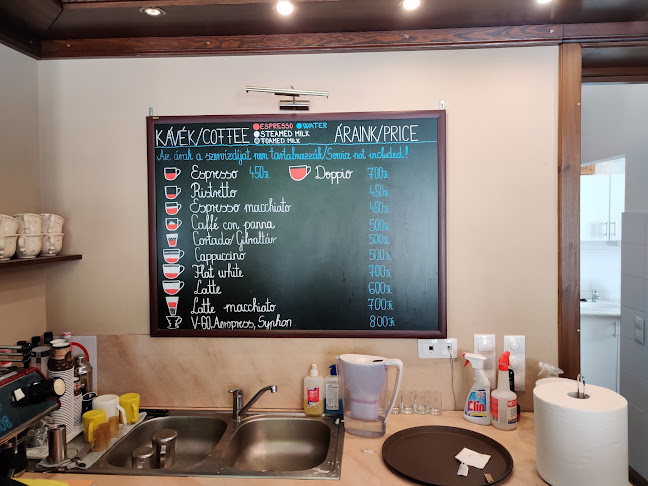 KÁVÉK/COFFEE ESPRESSO WATER ÁRAINK/PRICE
STEAMED MILK
FOAMED MILK
Az árak a szervízdíjat nem tartalmazzák/Service not included!
Espresso 450Ft Doppio 700Ft
Ristretto 450Ft
Espresso macchiato 450Ft
Caffé con panna 500Ft
Cortado/Gibraltár 500Ft
Cappuccino 500Ft
Flat white 700Ft
Latte 600Ft
Latte macchiato 700Ft
V-60, Aeropress, Syphon 800Ft
Clin